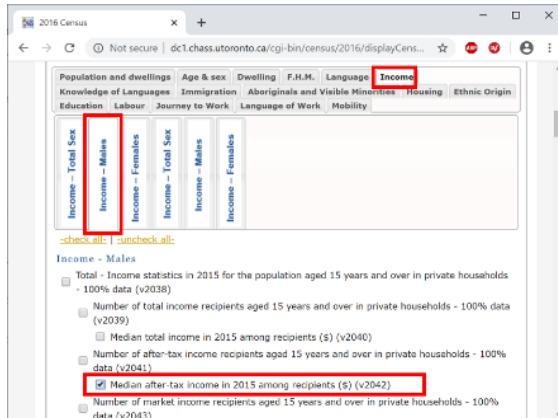 2016 Census
Not secure | dc1.chass.utoronto.ca/cgi-bin/census/2016/displayCens...
Population and dwellings Age & sex Dwelling F.H.M. Language Income
Knowledge of Languages Immigration Aboriginals and Visible Minorities Housing Ethnic Origin
Education Labour Journey to Work Language of Work Mobility
Income – Total Sex
Income – Males
Income – Females
Income – Total Sex
Income – Males
Income – Females
-check all- | -uncheck all-
Income - Males
Total - Income statistics in 2015 for the population aged 15 years and over in private households
- 100% data (v2038)
Number of total income recipients aged 15 years and over in private households - 100% data
(v2039)
Median total income in 2015 among recipients ($) (v2040)
Number of after-tax income recipients aged 15 years and over in private households - 100%
data (v2041)
Median after-tax income in 2015 among recipients ($) (v2042)
Number of market income recipients aged 15 years and over in private households - 100%
data (v2043)